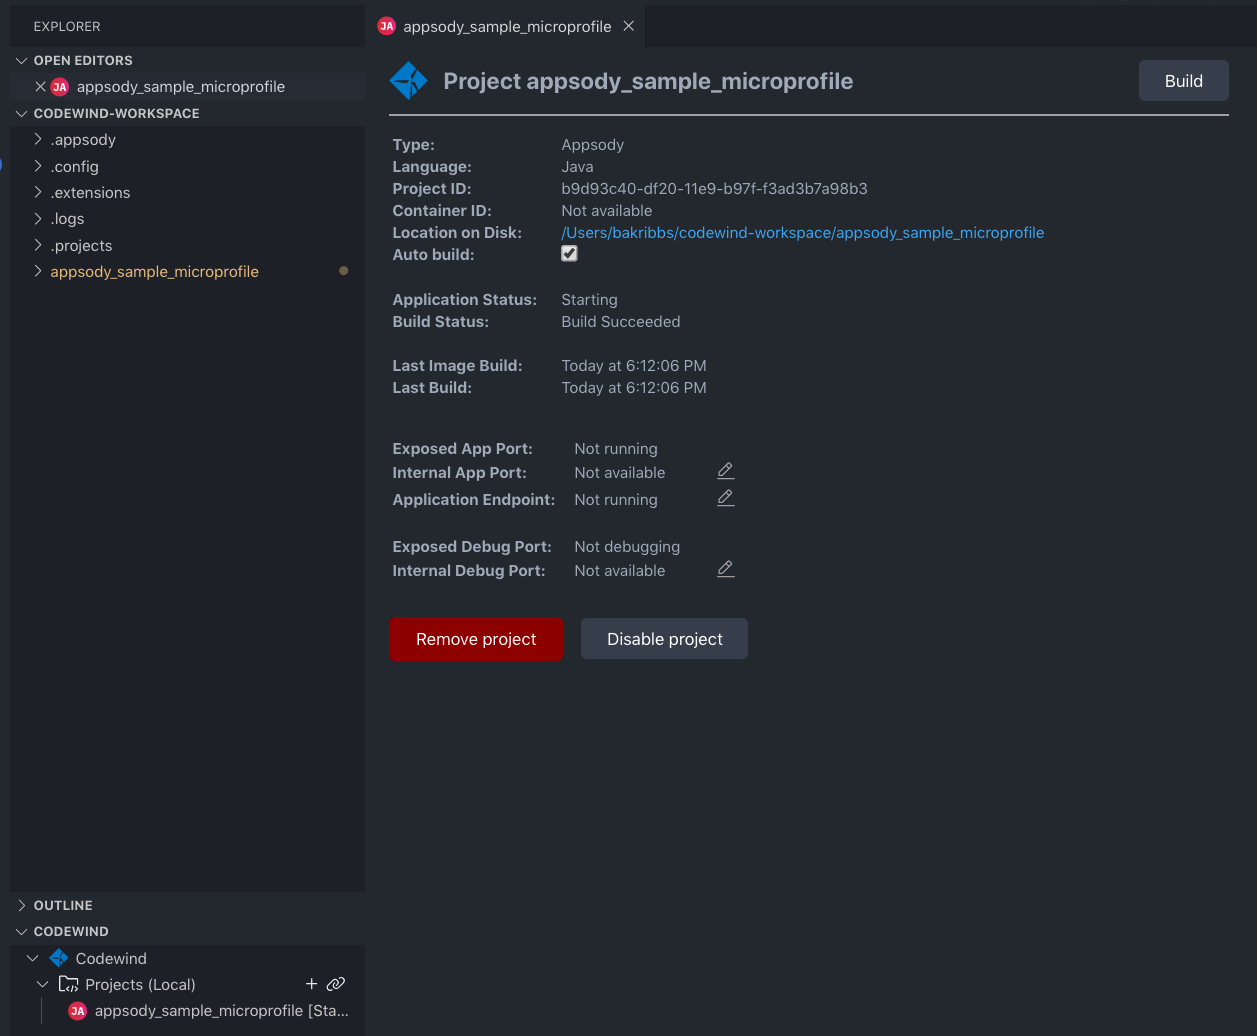 EXPLORER
OPEN EDITORS
JA appsody_sample_microprofile
CODEWIND-WORKSPACE
.appsody
.config
.extensions
.logs
.projects
appsody_sample_microprofile
OUTLINE
CODEWIND
Codewind
Projects (Local)
JA appsody_sample_microprofile [Sta...
JA appsody_sample_microprofile
Project appsody_sample_microprofile
Build
Type: Appsody
Language: Java
Project ID: b9d93c40-df20-11e9-b97f-f3ad3b7a98b3
Container ID: Not available
Location on Disk: /Users/bakribbs/codewind-workspace/appsody_sample_microprofile
Auto build:
Application Status: Starting
Build Status: Build Succeeded
Last Image Build: Today at 6:12:06 PM
Last Build: Today at 6:12:06 PM
Exposed App Port: Not running
Internal App Port: Not available
Application Endpoint: Not running
Exposed Debug Port: Not debugging
Internal Debug Port: Not available
Remove project
Disable project